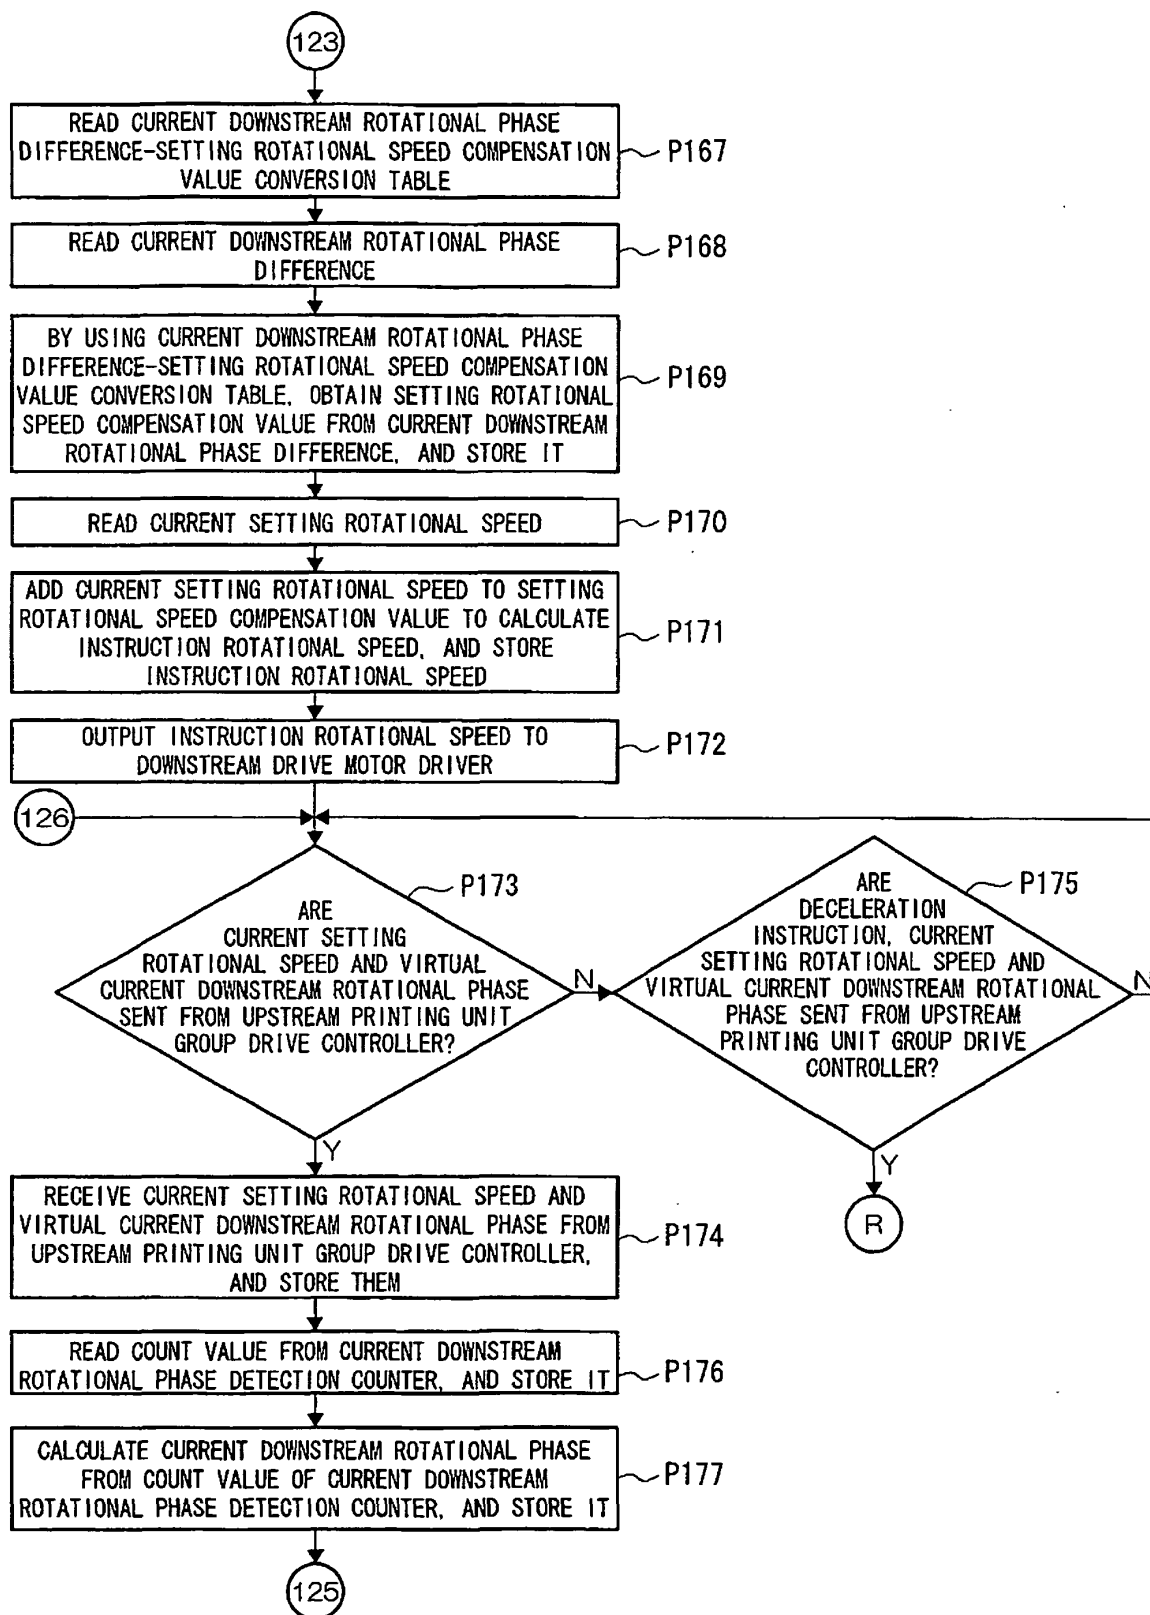 123
READ CURRENT DOWNSTREAM ROTATIONAL PHASE
DIFFERENCE-SETTING ROTATIONAL SPEED COMPENSATION
VALUE CONVERSION TABLE
P167
READ CURRENT DOWNSTREAM ROTATIONAL PHASE
DIFFERENCE
P168
BY USING CURRENT DOWNSTREAM ROTATIONAL PHASE
DIFFERENCE-SETTING ROTATIONAL SPEED COMPENSATION
VALUE CONVERSION TABLE, OBTAIN SETTING ROTATIONAL
SPEED COMPENSATION VALUE FROM CURRENT DOWNSTREAM
ROTATIONAL PHASE DIFFERENCE, AND STORE IT
P169
READ CURRENT SETTING ROTATIONAL SPEED
P170
ADD CURRENT SETTING ROTATIONAL SPEED TO SETTING
ROTATIONAL SPEED COMPENSATION VALUE TO CALCULATE
INSTRUCTION ROTATIONAL SPEED, AND STORE
INSTRUCTION ROTATIONAL SPEED
P171
OUTPUT INSTRUCTION ROTATIONAL SPEED TO
DOWNSTREAM DRIVE MOTOR DRIVER
P172
126
ARE
CURRENT SETTING
ROTATIONAL SPEED AND VIRTUAL
CURRENT DOWNSTREAM ROTATIONAL PHASE
SENT FROM UPSTREAM PRINTING UNIT
GROUP DRIVE CONTROLLER?
P173
N
Y
ARE
DECELERATION
INSTRUCTION, CURRENT
SETTING ROTATIONAL SPEED AND
VIRTUAL CURRENT DOWNSTREAM ROTATIONAL
PHASE SENT FROM UPSTREAM
PRINTING UNIT GROUP DRIVE
CONTROLLER?
P175
N
Y
R
RECEIVE CURRENT SETTING ROTATIONAL SPEED AND
VIRTUAL CURRENT DOWNSTREAM ROTATIONAL PHASE FROM
UPSTREAM PRINTING UNIT GROUP DRIVE CONTROLLER,
AND STORE THEM
P174
READ COUNT VALUE FROM CURRENT DOWNSTREAM
ROTATIONAL PHASE DETECTION COUNTER, AND STORE IT
P176
CALCULATE CURRENT DOWNSTREAM ROTATIONAL PHASE
FROM COUNT VALUE OF CURRENT DOWNSTREAM
ROTATIONAL PHASE DETECTION COUNTER, AND STORE IT
P177
125